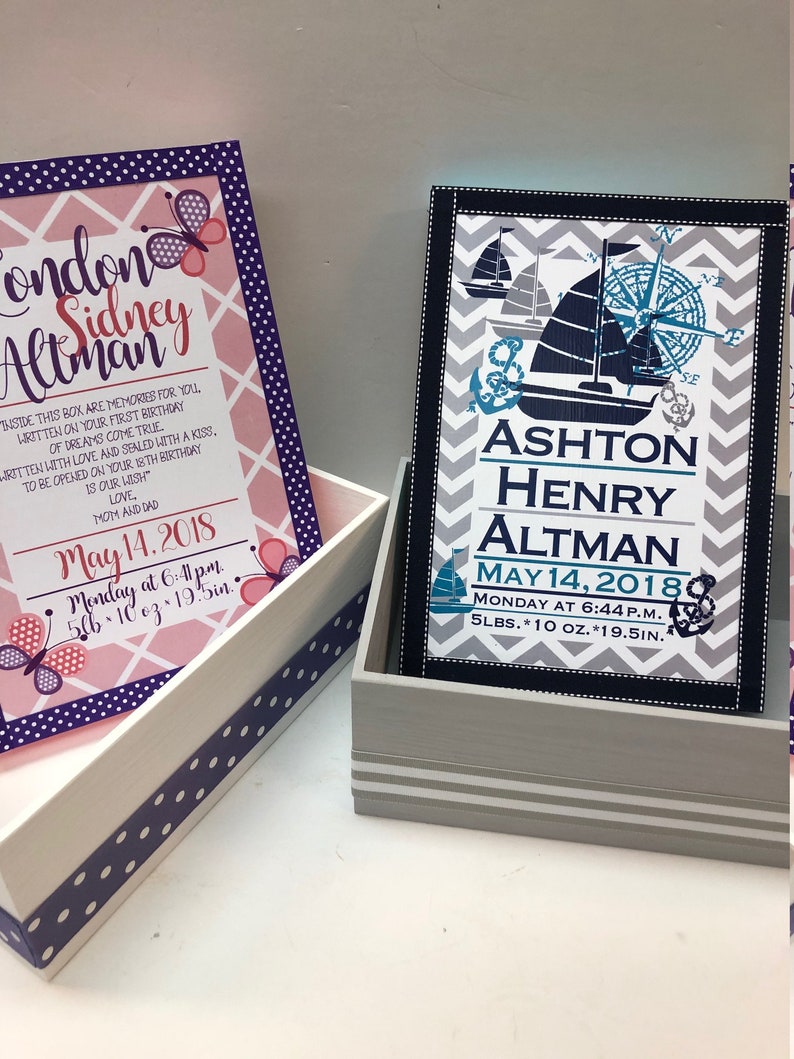 London
Sidney
Altman
"INSIDE THIS BOX ARE MEMORIES FOR YOU,
WRITTEN ON YOUR FIRST BIRTHDAY
OF DREAMS COME TRUE.
WRITTEN WITH LOVE AND SEALED WITH A KISS,
TO BE OPENED ON YOUR 18TH BIRTHDAY
IS OUR WISH"
LOVE,
MOM AND DAD
May 14, 2018
Monday at 6:41 p.m.
5lb * 10 oz * 19.5in.
N
NE
E
SE
ASHTON
HENRY
ALTMAN
MAY 14, 2018
MONDAY AT 6:44 P.M.
5LBS.*10 OZ.*19.5IN.